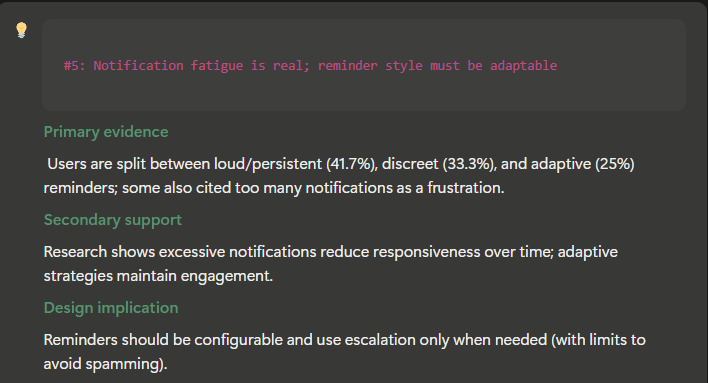 #5: Notification fatigue is real; reminder style must be adaptable
Primary evidence
Users are split between loud/persistent (41.7%), discreet (33.3%), and adaptive (25%)
reminders; some also cited too many notifications as a frustration.
Secondary support
Research shows excessive notifications reduce responsiveness over time; adaptive
strategies maintain engagement.
Design implication
Reminders should be configurable and use escalation only when needed (with limits to
avoid spamming).